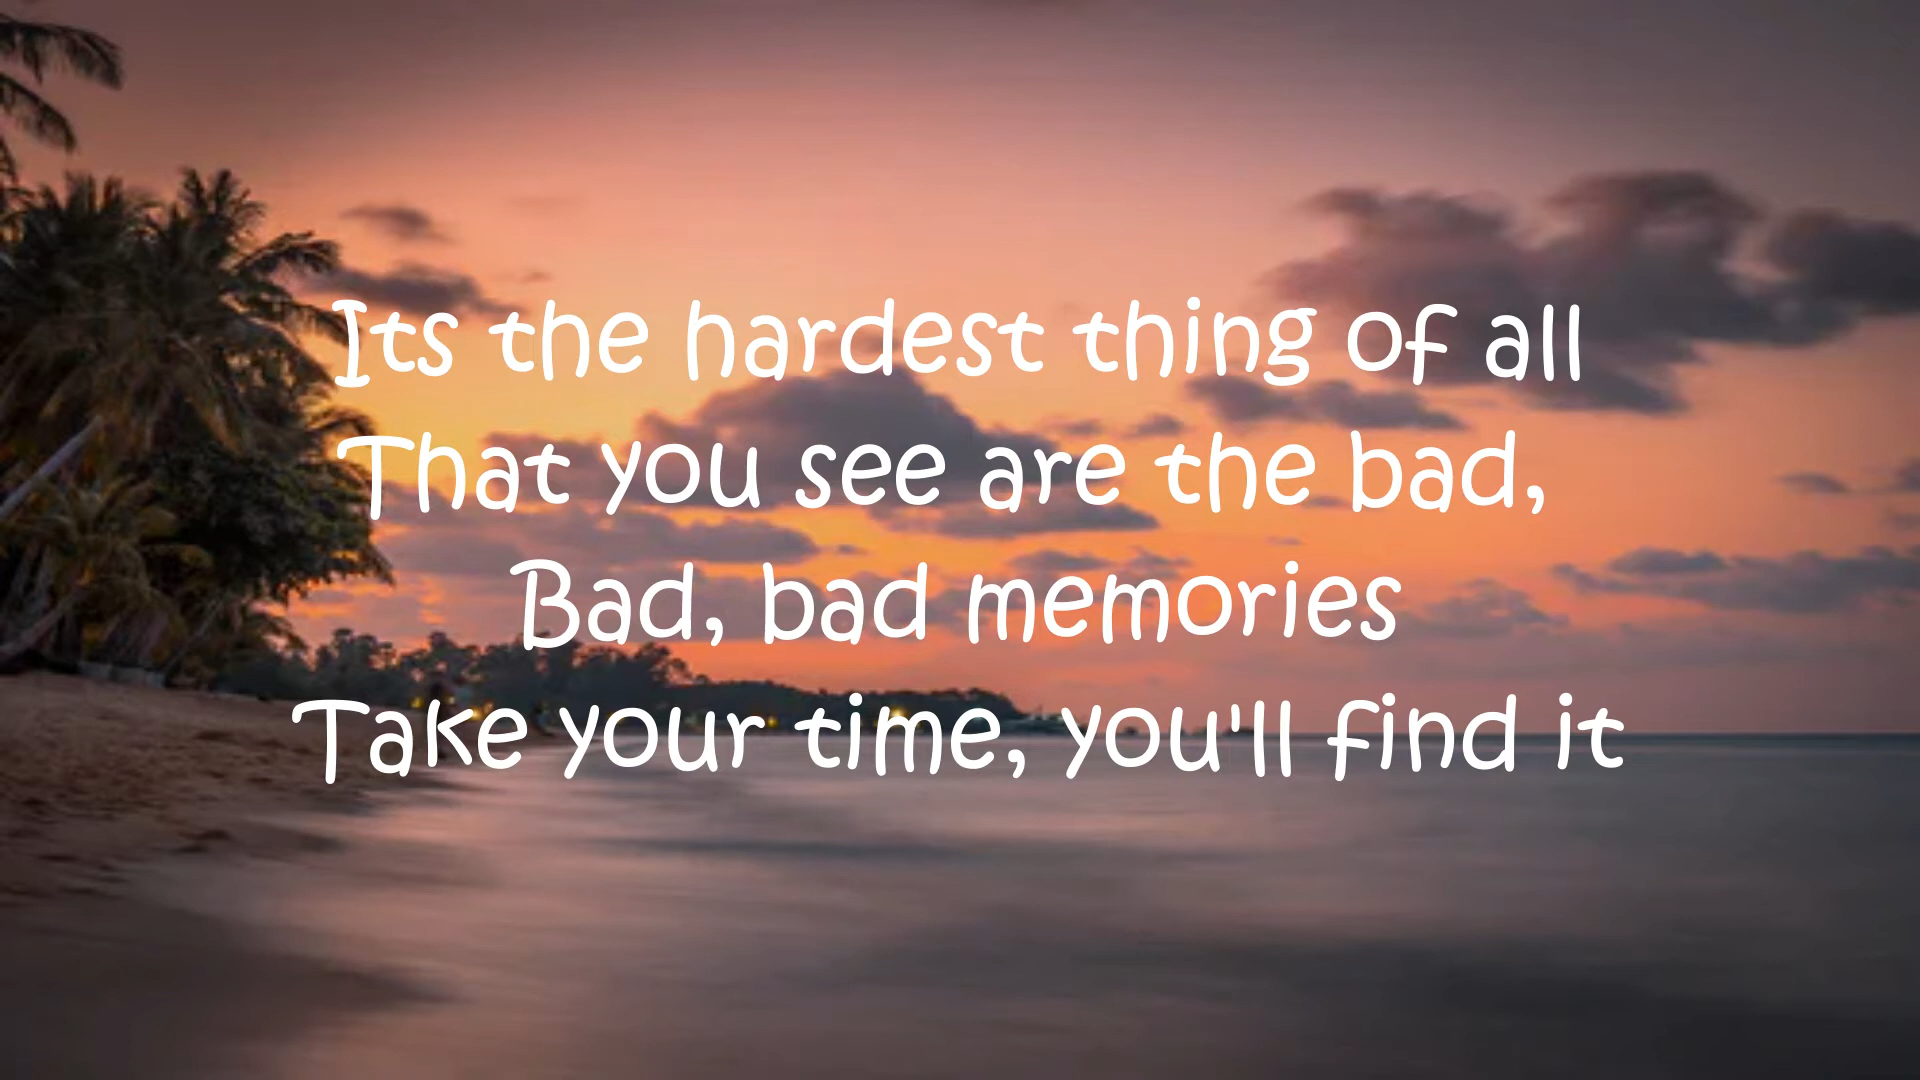 Its the hardest thing of all
That you see are the bad,
Bad, bad memories
Take your time, you'll find it